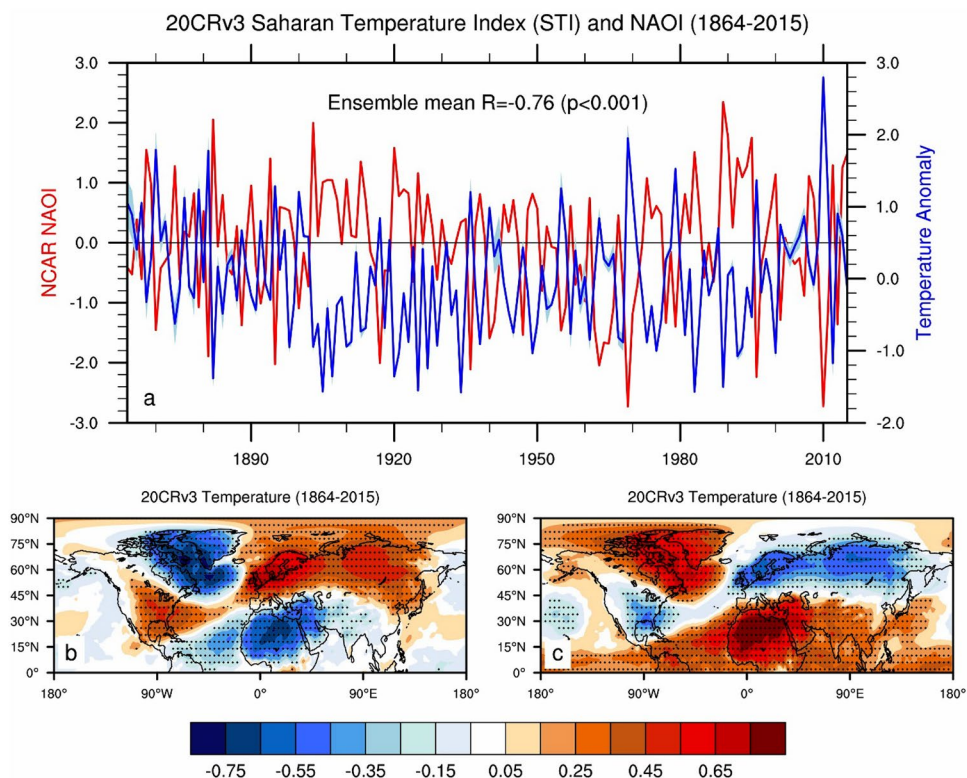 20CRv3 Saharan Temperature Index (STI) and NAOI (1864-2015)
3.0
2.0
1.0
0.0
-1.0
-2.0
-3.0
NCAR NAOI
Ensemble mean R=-0.76 (p<0.001)
a
3.0
2.0
1.0
0.0
-1.0
-2.0
Temperature Anomaly
1890 1920 1950 1980 2010
20CRv3 Temperature (1864-2015)
90°N
75°N
60°N
45°N
30°N
15°N
0°
b
180° 90°W 0° 90°E 180°
20CRv3 Temperature (1864-2015)
90°N
75°N
60°N
45°N
30°N
15°N
0°
c
180° 90°W 0° 90°E 180°
-0.75 -0.55 -0.35 -0.15 0.05 0.25 0.45 0.65